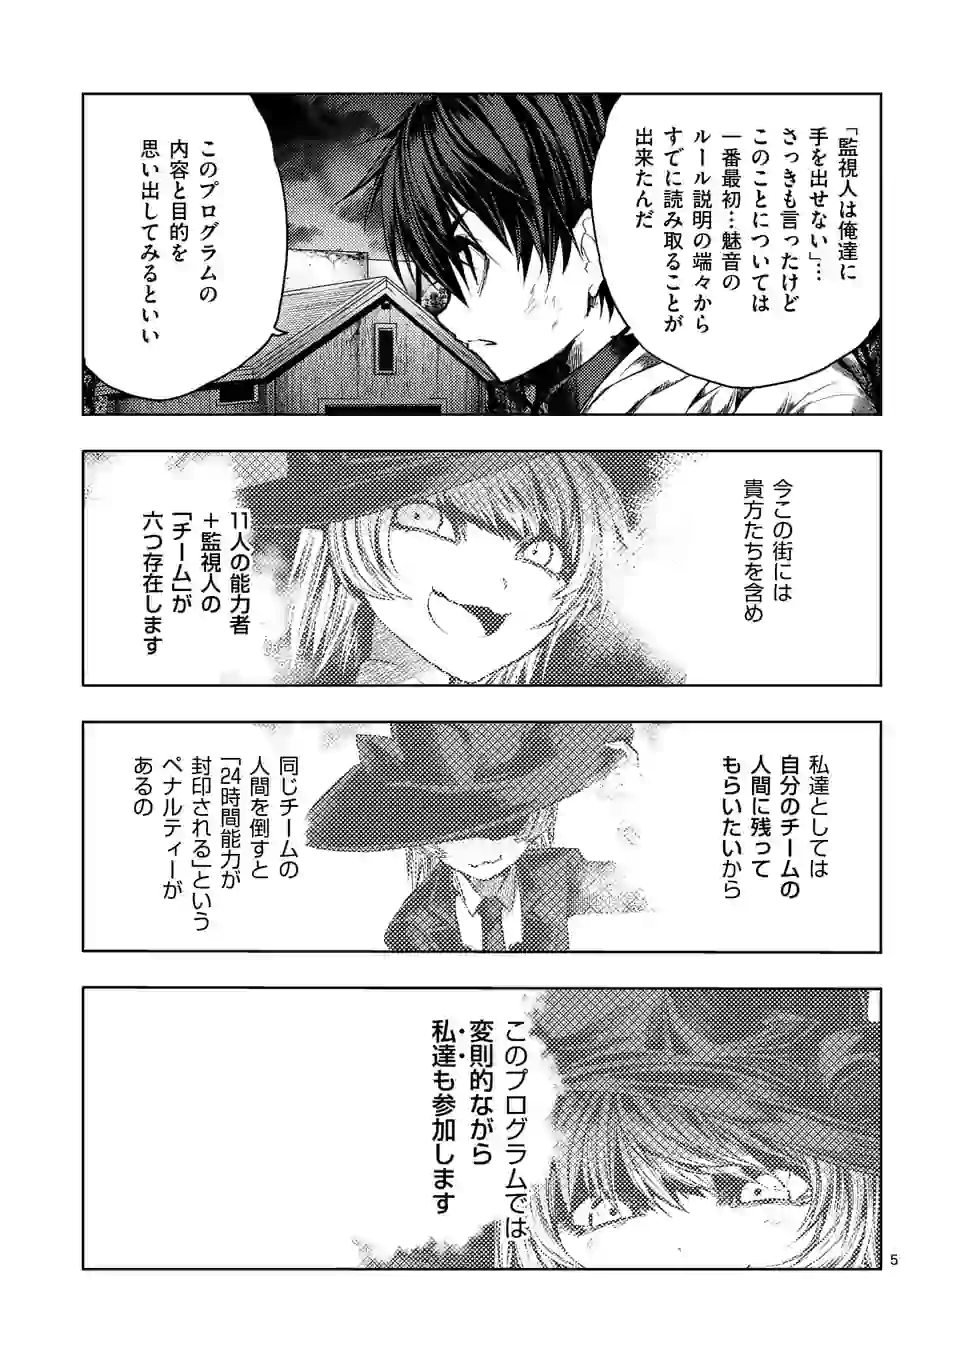 「監視人は俺達に
手を出せない」…
さっきも言ったけど
このことについては
一番最初…魅音の
ルール説明の端々から
すでに読み取ることが
出来たんだ
このプログラムの
内容と目的を
思い出してみるといい
今この街には
貴方たちを含め
11人の能力者
＋監視人の
「チーム」が
六つ存在します
私達としては
自分のチームの
人間に残って
もらいたいから
同じチームの
人間を倒すと
「24時間能力が
封印される」という
ペナルティーが
あるの
このプログラムでは
変則的ながら
私達も参加します
5